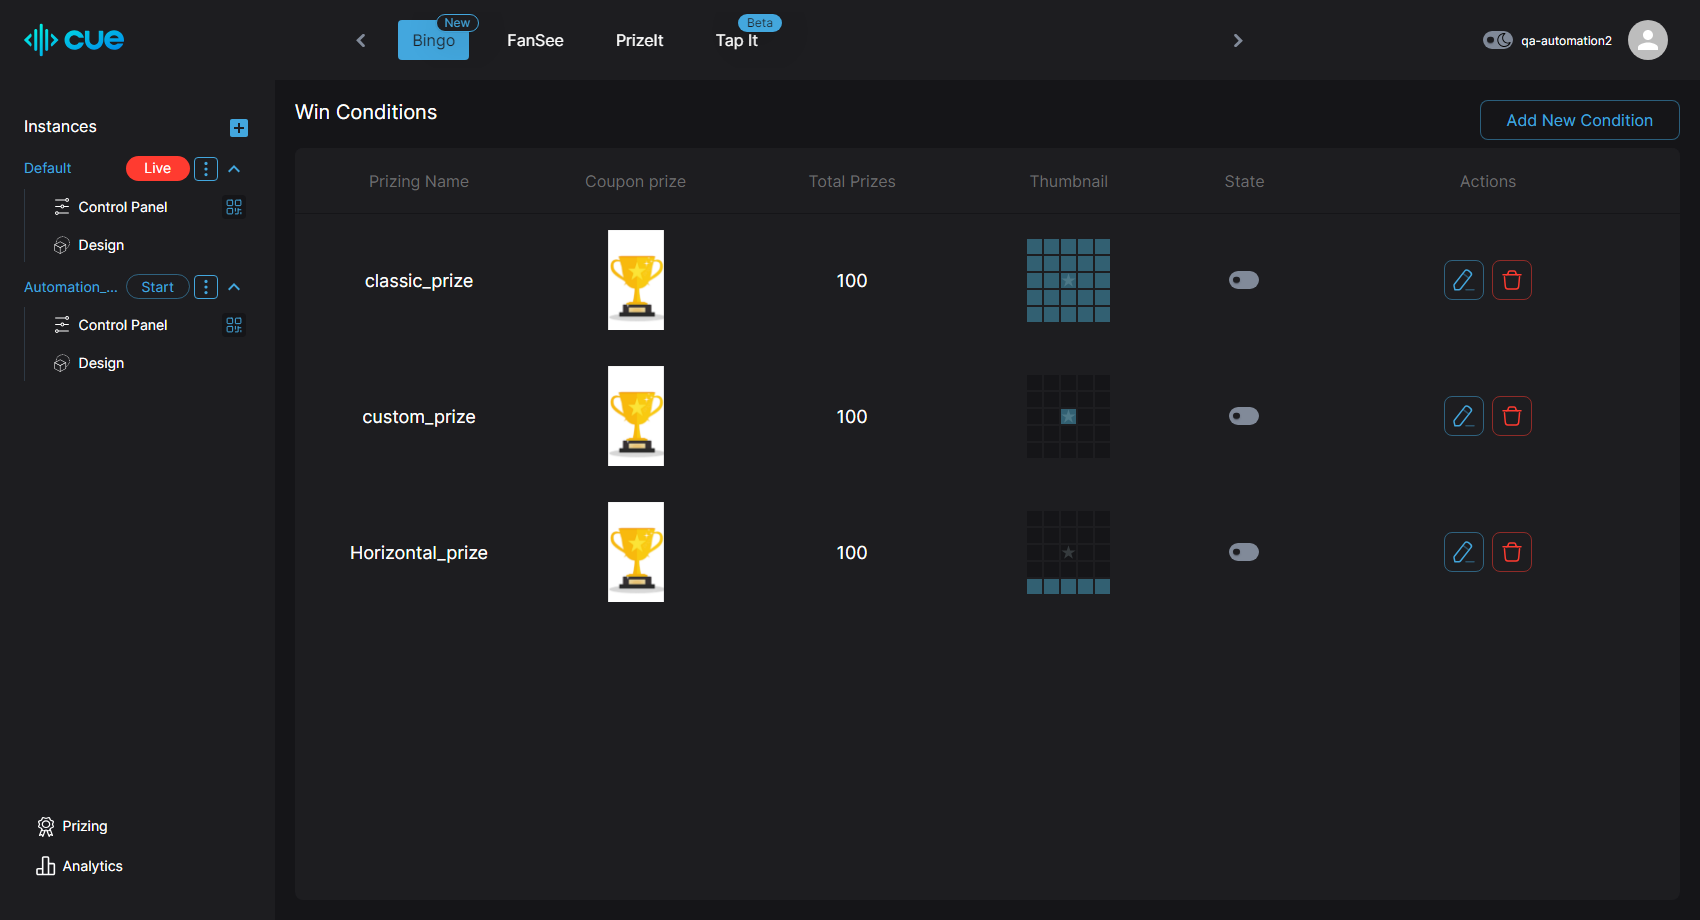 cue
Bingo
New
FanSee
PrizeIt
Tap It
Beta
qa-automation2
Instances
Default
Live
Control Panel
Design
Automation_...
Start
Control Panel
Design
Prizing
Analytics
Win Conditions
Add New Condition
Prizing Name Coupon prize Total Prizes Thumbnail State Actions
classic_prize 100
custom_prize 100
Horizontal_prize 100